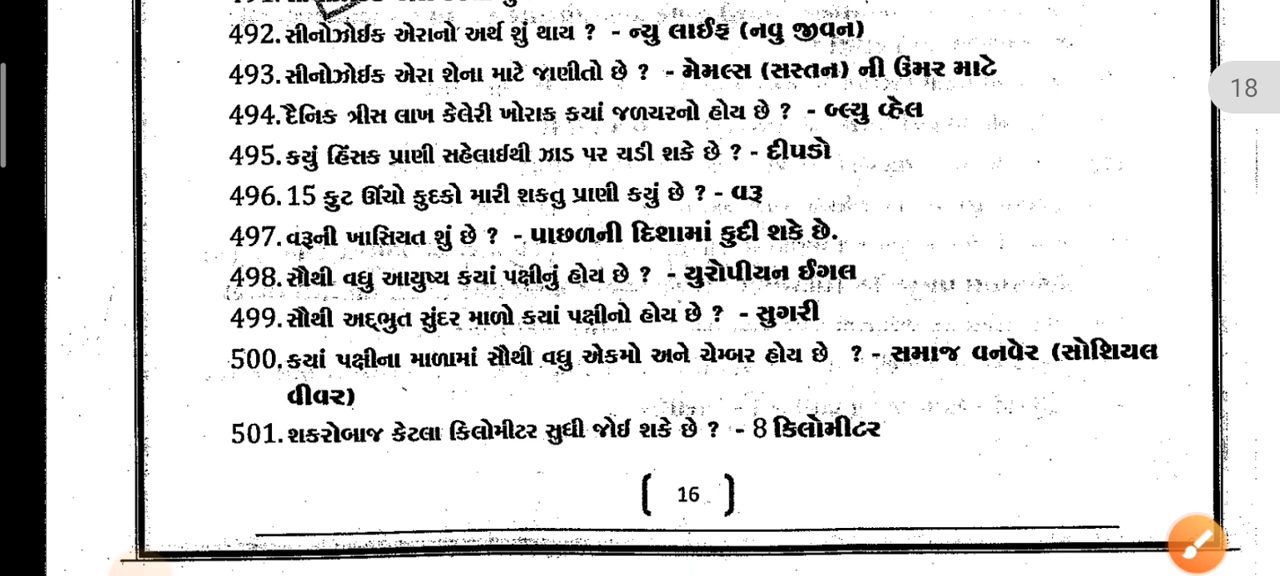 492. સીનોઝોઈક એરાનો અર્થ શું થાય ? - ન્યુ લાઈફ (નવુ જીવન)
493. સીનોઝોઈક એરા શેના માટે જાણીતો છે ? - મેમલ્સ (સસ્તન) ની ઉંમર માટે
18
494. દૈનિક ત્રીસ લાખ કેલેરી ખોરાક કયાં જળચરનો હોય છે ? - બ્લ્યુ વ્હેલ
495. કયું હિંસક પ્રાણી સહેલાઈથી ઝાડ પર ચડી શકે છે ? - દીપડો
496. 15 ફુટ ઊંચો કુદકો મારી શકતુ પ્રાણી કયું છે ? - વરૂ
497. વરૂની ખાસિયત શું છે ? - પાછળની દિશામાં કુદી શકે છે.
498. સૌથી વધુ આયુષ્ય કયાં પક્ષીનું હોય છે ? - યુરોપીયન ઈગલ
499. સૌથી અદ્ભુત સુંદર માળો કયાં પક્ષીનો હોય છે ? - સુગરી
500. કયાં પક્ષીના માળામાં સૌથી વધુ એકમો અને ચેમ્બર હોય છે ? - સમાજ વનવેર (સોશિયલ
વીવર)
501. શકરોબાજ કેટલા કિલોમીટર સુધી જોઈ શકે છે ? - 8 કિલોમીટર
( 16 )